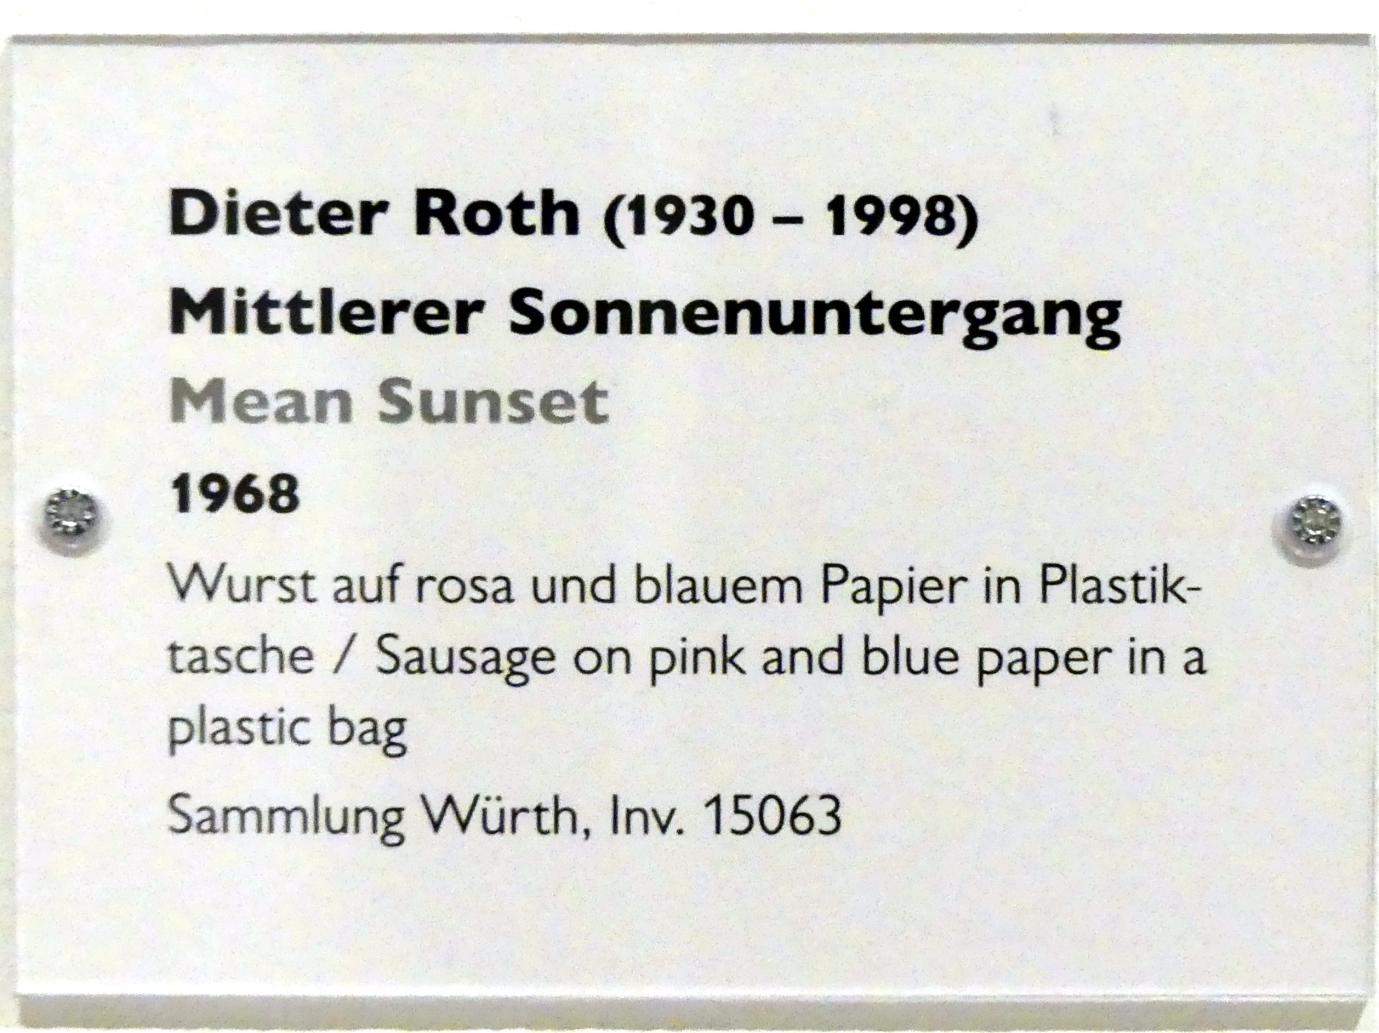 Dieter Roth (1930 – 1998)
Mittlerer Sonnenuntergang
Mean Sunset
1968
Wurst auf rosa und blauem Papier in Plastik-
tasche / Sausage on pink and blue paper in a
plastic bag
Sammlung Würth, Inv. 15063